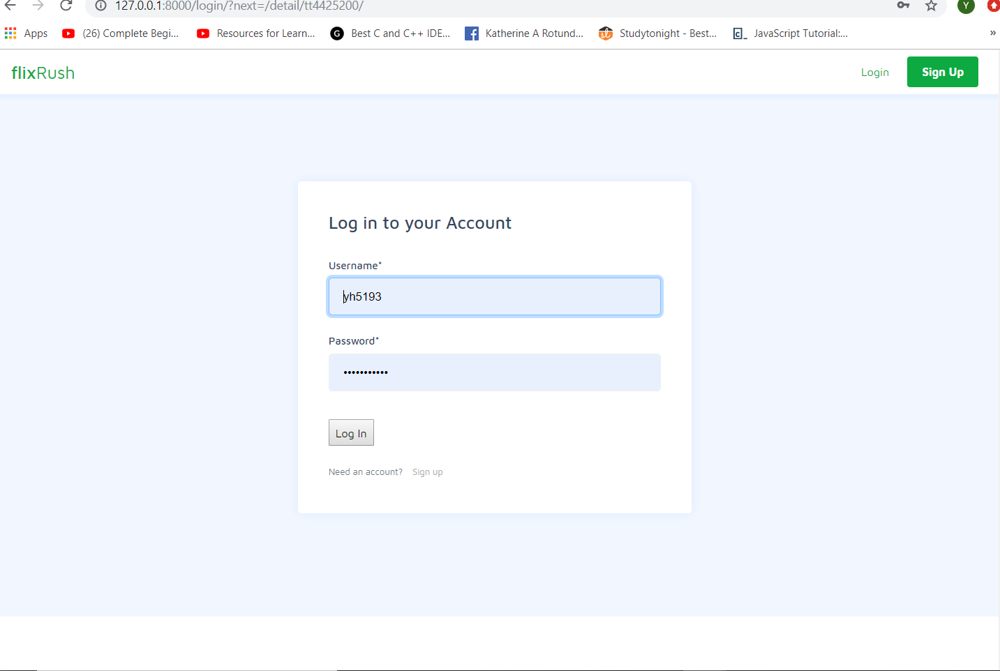 127.0.0.1:8000/login/?next=/detail/tt4425200/
Y
Apps (26) Complete Begi... Resources for Learn... G Best C and C++ IDE... Katherine A Rotund... st Studytonight - Best... C_ JavaScript Tutorial:... »
flixRush Login Sign Up
Log in to your Account
Username*
yh5193
Password*
•••••••••••
Log In
Need an account? Sign up